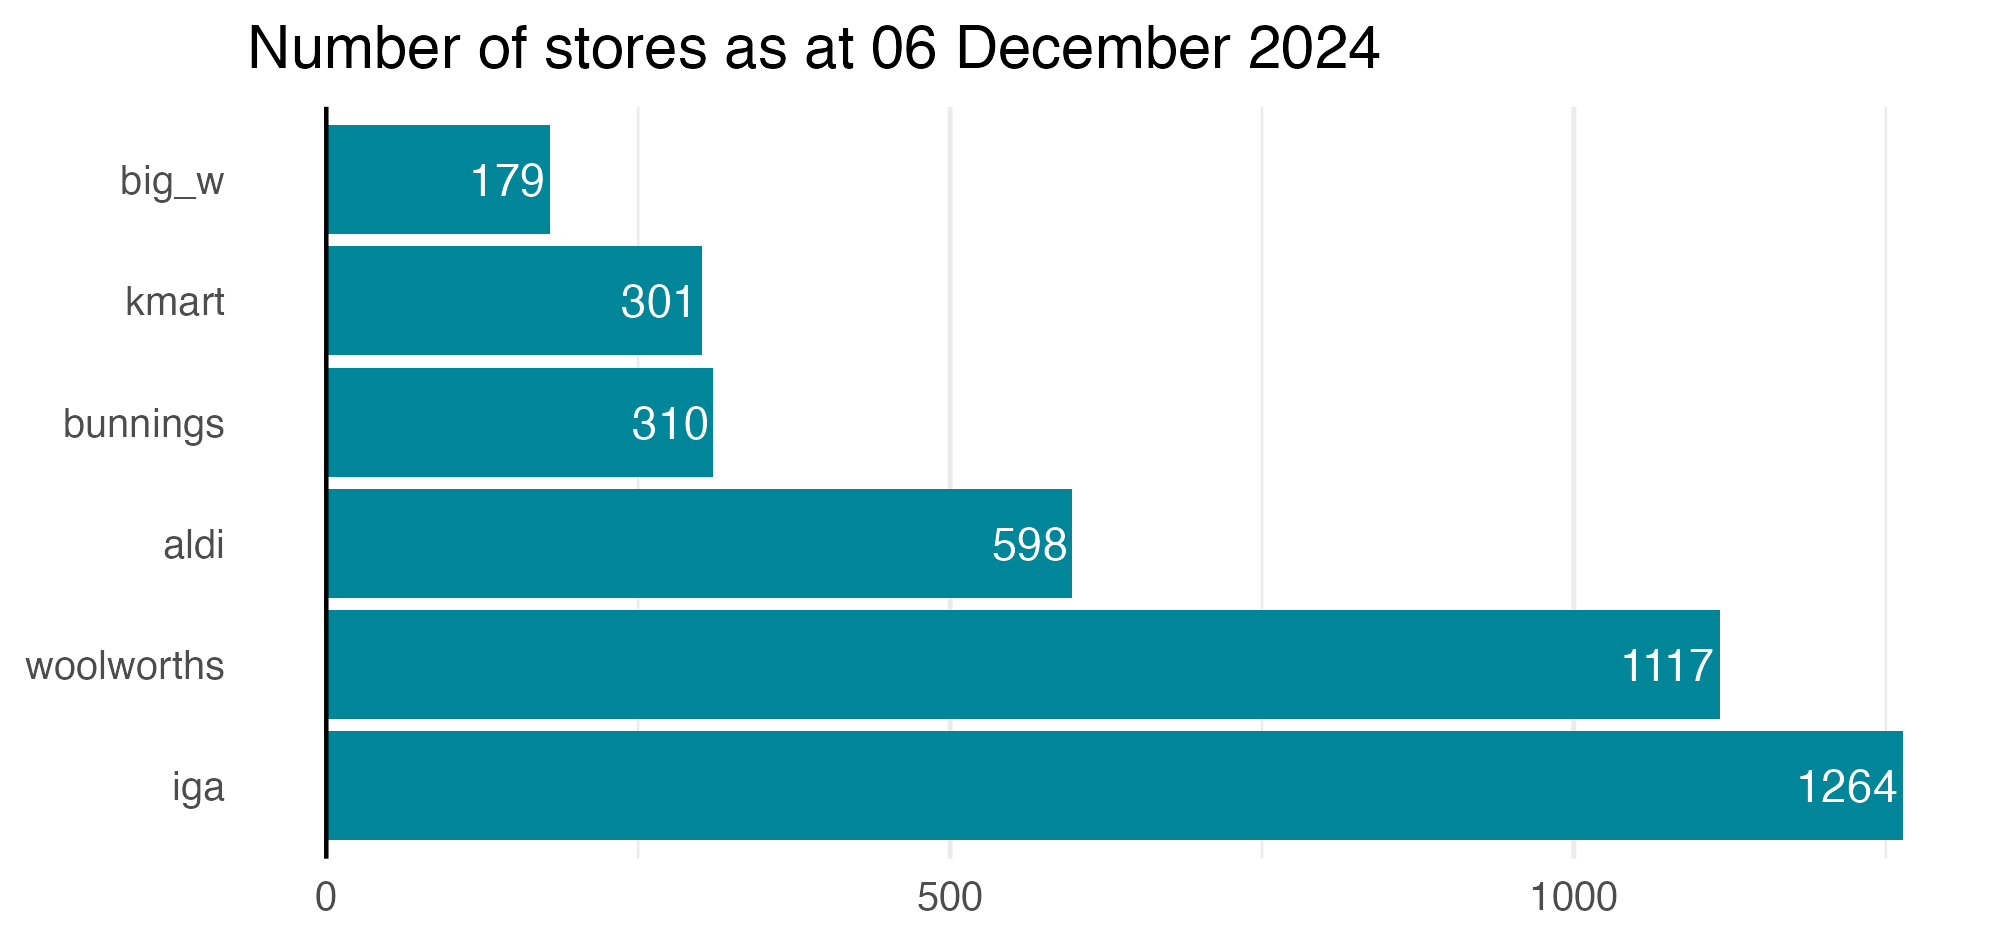 Number of stores as at 06 December 2024
big_w 179
kmart 301
bunnings 310
aldi 598
woolworths 1117
iga 1264
0 500 1000